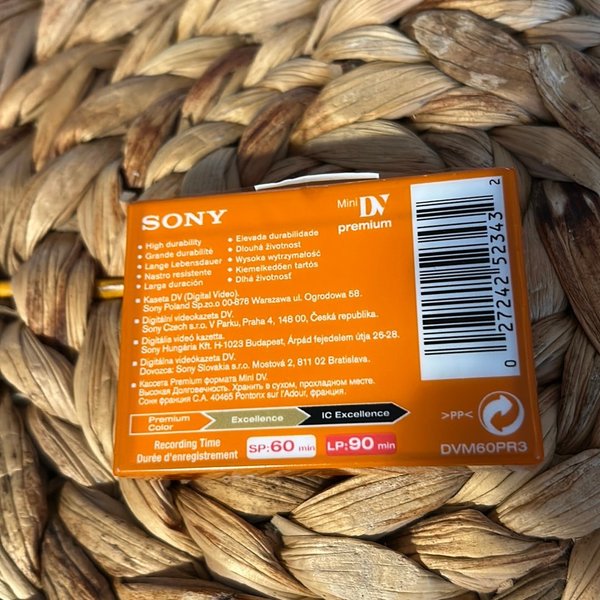 SONY
Mini DV
premium
• High durability
• Grande durabilité
• Lange Lebensdauer
• Nastro resistente
• Larga duración
• Elevada durabilidade
• Dlouhá životnost
• Wysoka wytrzymałość
• Kiemelkedően tartós
• Dlhá životnosť
• Kaseta DV (Digital Video).
Sony Poland Sp.zo.o 00-876 Warszawa ul. Ogrodowa 58.
• Digitální videokazeta DV.
Sony Czech s.r.o. V Parku, Praha 4, 148 00, Česká republika.
• Digitális videó kazetta.
Sony Hungária Kft. H-1023 Budapest, Árpád fejedelem útja 26-28.
• Digitálna videokazeta DV.
Dovozca: Sony Slovakia s.r.o. Mostová 2, 811 02 Bratislava.
• Кассета Premium формата Mini DV.
Высокая Долговечность. Хранить в сухом, прохладном месте.
Сони франция С.А. 40465 Pontonx sur l'Adour, франция.
Premium
Color
Excellence
IC Excellence
Recording Time
Durée d'enregistrement
SP:60 min
LP:90 min
>PP<
DVM60PR3
0 27242 52343 2